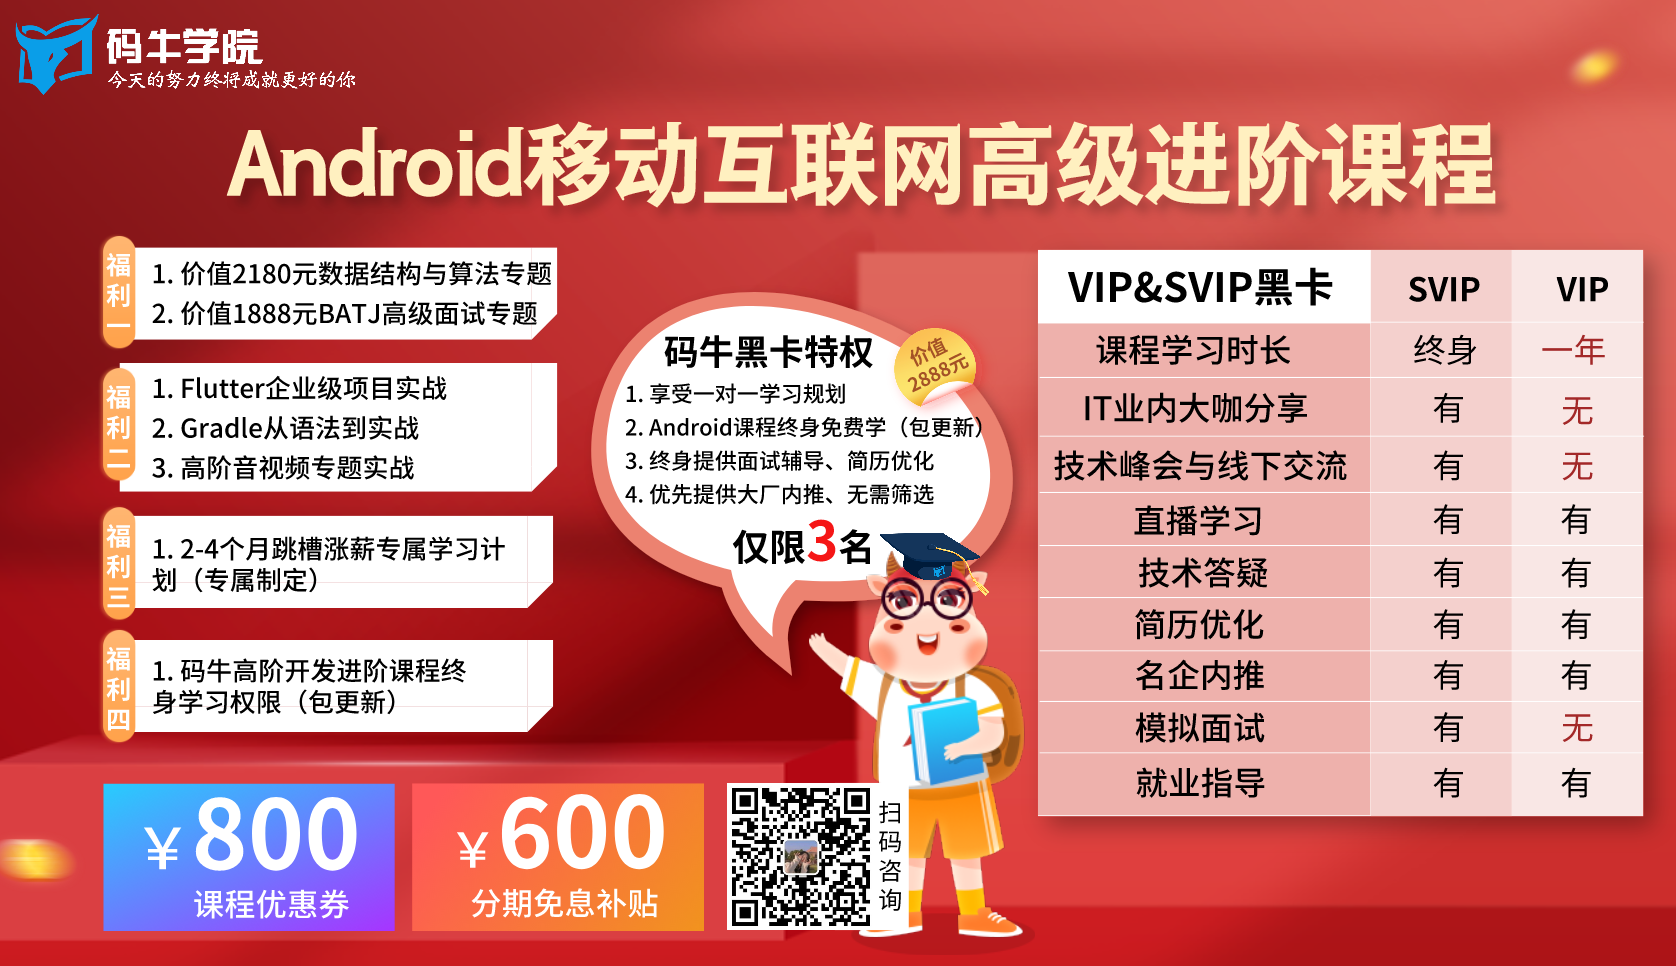 码牛学院
今天的努力终将成就更好的你
Android移动互联网高级进阶课程
福利一
1. 价值2180元数据结构与算法专题
2. 价值1888元BATJ高级面试专题
福利二
1. Flutter企业级项目实战
2. Gradle从语法到实战
3. 高阶音视频专题实战
福利三
1. 2-4个月跳槽涨薪专属学习计
划（专属制定）
福利四
1. 码牛高阶开发进阶课程终
身学习权限（包更新）
码牛黑卡特权
价值
2888元
1. 享受一对一学习规划
2. Android课程终身免费学（包更新）
3. 终身提供面试辅导、简历优化
4. 优先提供大厂内推、无需筛选
仅限3名
VIP&SVIP黑卡 SVIP VIP
课程学习时长 终身 一年
IT业内大咖分享 有 无
技术峰会与线下交流 有 无
直播学习 有 有
技术答疑 有 有
简历优化 有 有
名企内推 有 有
模拟面试 有 无
就业指导 有 有
¥800
课程优惠券
¥600
分期免息补贴
扫码咨询